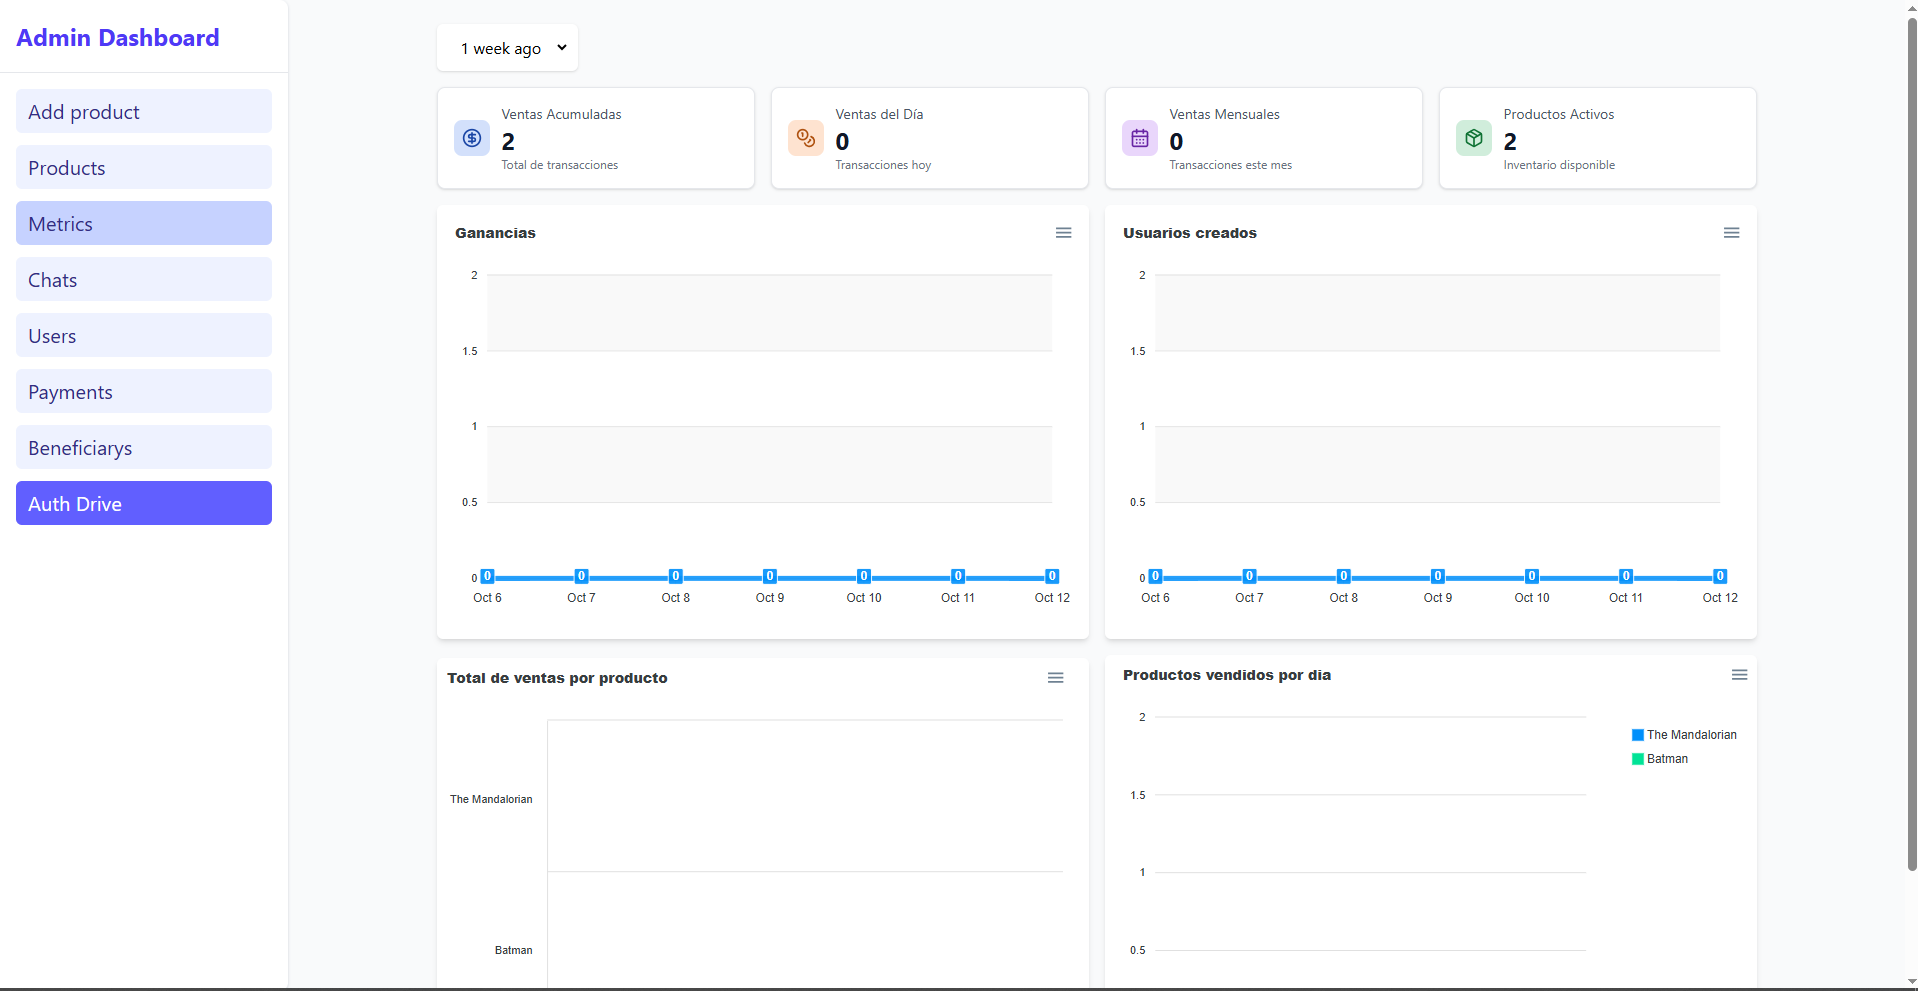 Admin Dashboard
Add product
Products
Metrics
Chats
Users
Payments
Beneficiarys
Auth Drive
1 week ago
Ventas Acumuladas
2
Total de transacciones
Ventas del Día
0
Transacciones hoy
Ventas Mensuales
0
Transacciones este mes
Productos Activos
2
Inventario disponible
Ganancias
2
1.5
1
0.5
0
0 0 0 0 0 0 0
Oct 6 Oct 7 Oct 8 Oct 9 Oct 10 Oct 11 Oct 12
Usuarios creados
2
1.5
1
0.5
0
0 0 0 0 0 0 0
Oct 6 Oct 7 Oct 8 Oct 9 Oct 10 Oct 11 Oct 12
Total de ventas por producto
The Mandalorian
Batman
Productos vendidos por dia
2
1.5
1
0.5
The Mandalorian
Batman